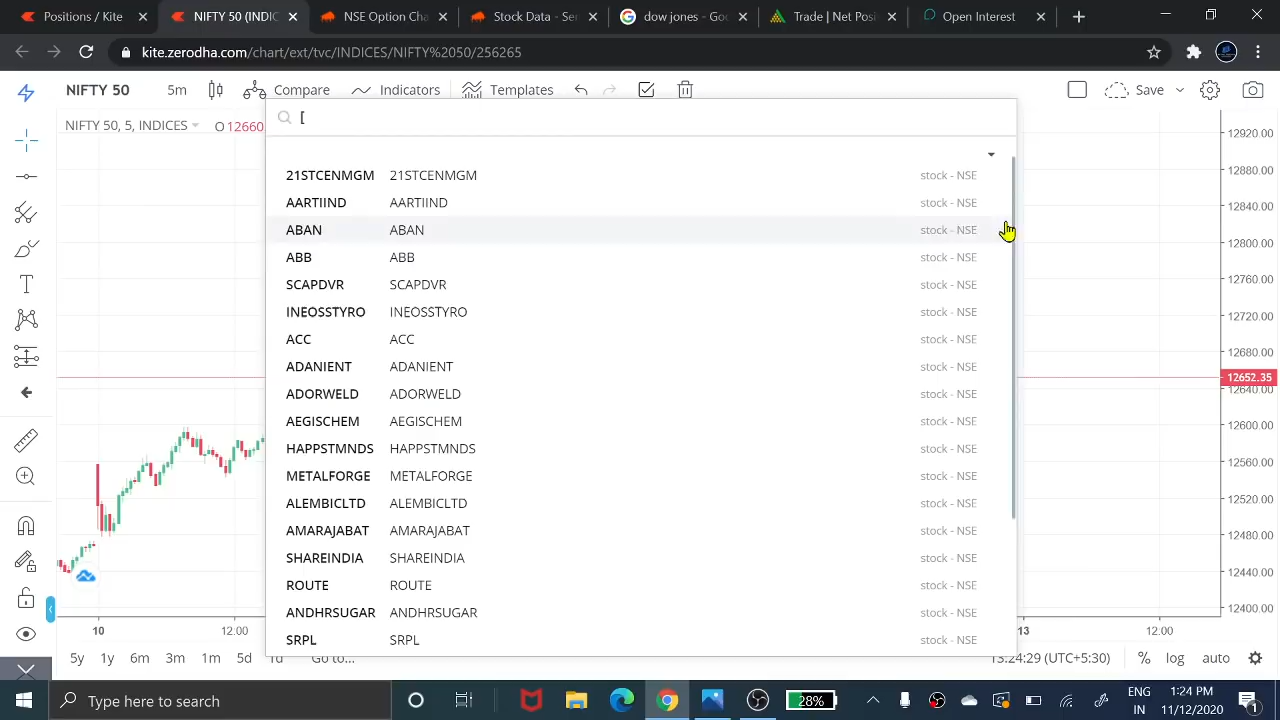 Positions / Kite
NIFTY 50 (INDIC
NSE Option Cha
Stock Data - Ser
dow jones - Goo
Trade | Net Posi
Open Interest
kite.zerodha.com/chart/ext/tvc/INDICES/NIFTY%2050/256265
NIFTY 50 5m Compare Indicators Templates Save
[
NIFTY 50, 5, INDICES O 12660
21STCENMGM 21STCENMGM stock - NSE
AARTIIND AARTIIND stock - NSE
ABAN ABAN stock - NSE
ABB ABB stock - NSE
SCAPDVR SCAPDVR stock - NSE
INEOSSTYRO INEOSSTYRO stock - NSE
ACC ACC stock - NSE
ADANIENT ADANIENT stock - NSE
ADORWELD ADORWELD stock - NSE
AEGISCHEM AEGISCHEM stock - NSE
HAPPSTMNDS HAPPSTMNDS stock - NSE
METALFORGE METALFORGE stock - NSE
ALEMBICLTD ALEMBICLTD stock - NSE
AMARAJABAT AMARAJABAT stock - NSE
SHAREINDIA SHAREINDIA stock - NSE
ROUTE ROUTE stock - NSE
ANDHRSUGAR ANDHRSUGAR stock - NSE
SRPL SRPL stock - NSE
12920.00
12880.00
12840.00
12800.00
12760.00
12720.00
12680.00
12652.35
12640.00
12600.00
12560.00
12520.00
12480.00
12440.00
12400.00
10 12:00 13 12:00
5y 1y 6m 3m 1m 5d 1d Go to... 13:24:29 (UTC+5:30) % log auto
Type here to search
28%
ENG
IN
1:24 PM
11/12/2020
1